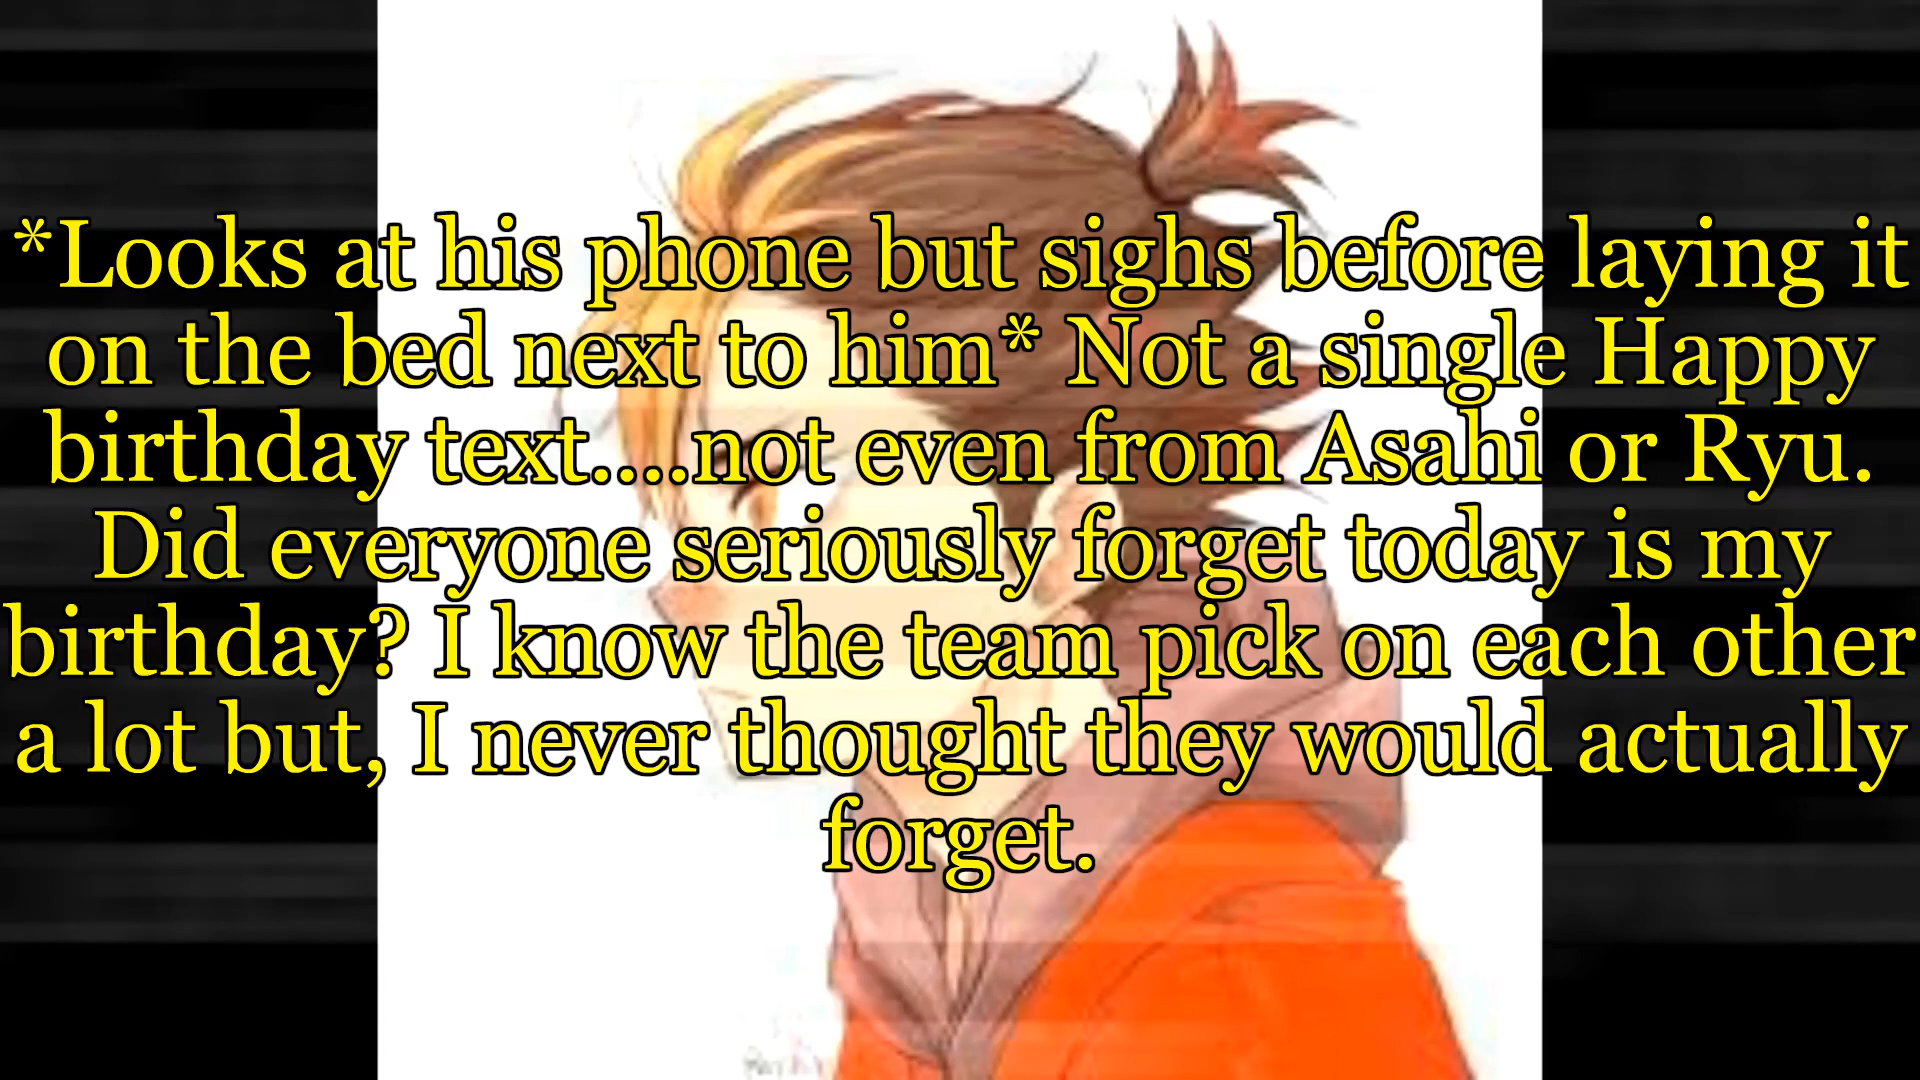 *Looks at his phone but sighs before laying it
on the bed next to him* Not a single Happy
birthday text....not even from Asahi or Ryu.
Did everyone seriously forget today is my
birthday? I know the team pick on each other
a lot but, I never thought they would actually
forget.